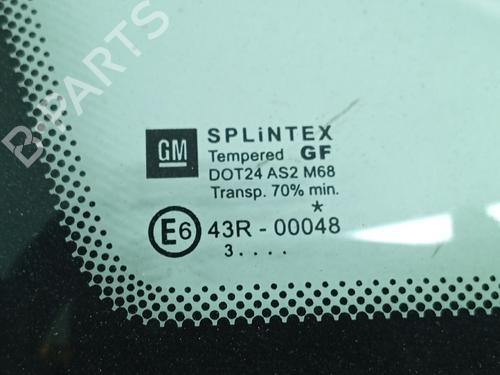 B-PARTS
GM
SPLiNTEX
Tempered GF
DOT24 AS2 M68
Transp. 70% min.
*
E6 43R - 00048
3 . . . .